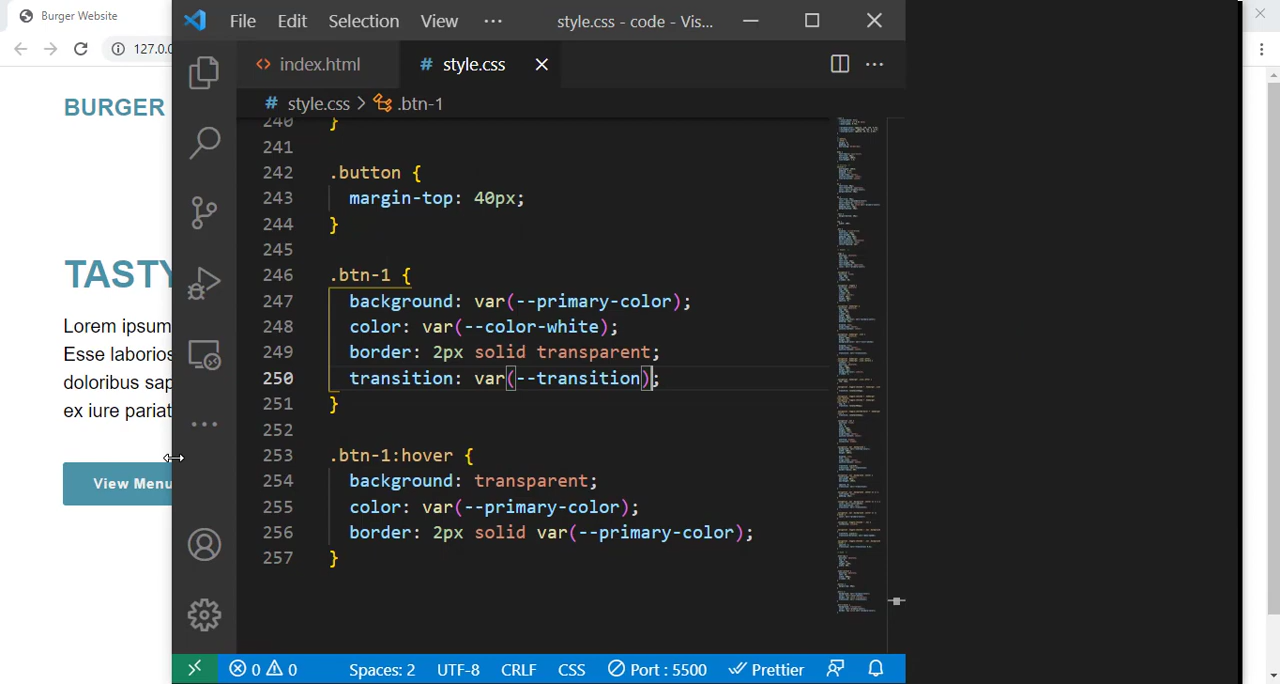 Burger Website
File Edit Selection View ··· style.css - code - Vis...
127.0.0
index.html style.css
style.css > .btn-1
BURGER
240 }
241
242 .button {
243 margin-top: 40px;
244 }
245
246 .btn-1 {
TASTY
247 background: var(--primary-color);
248 color: var(--color-white);
Lorem ipsum
249 border: 2px solid transparent;
Esse laborios
250 transition: var(--transition);
doloribus sap
251 }
ex iure pariat
252
253 .btn-1:hover {
254 background: transparent;
View Menu
255 color: var(--primary-color);
256 border: 2px solid var(--primary-color);
257 }
0 0 Spaces: 2 UTF-8 CRLF CSS Port : 5500 Prettier